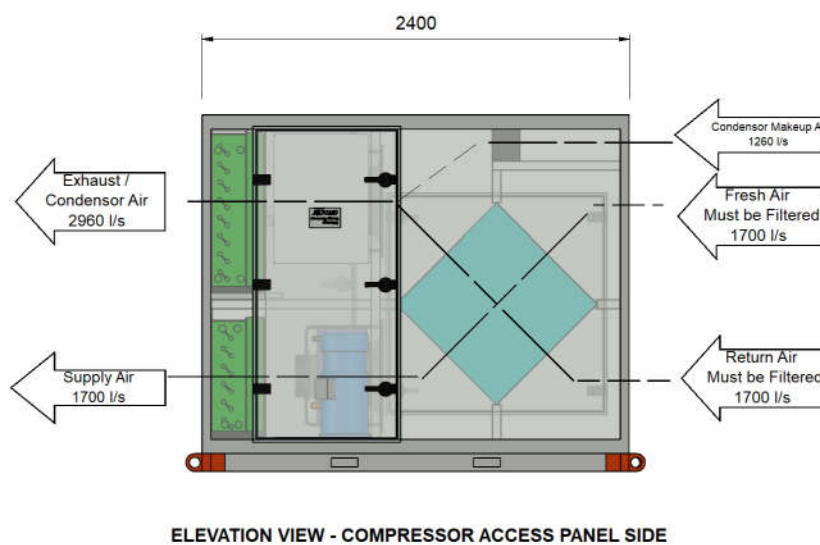 2400
Condensor Makeup A
1260 l/s
Exhaust /
Condensor Air
2960 l/s
Fresh Air
Must be Filtered
1700 l/s
Supply Air
1700 l/s
Return Air
Must be Filtered
1700 l/s
ELEVATION VIEW - COMPRESSOR ACCESS PANEL SIDE